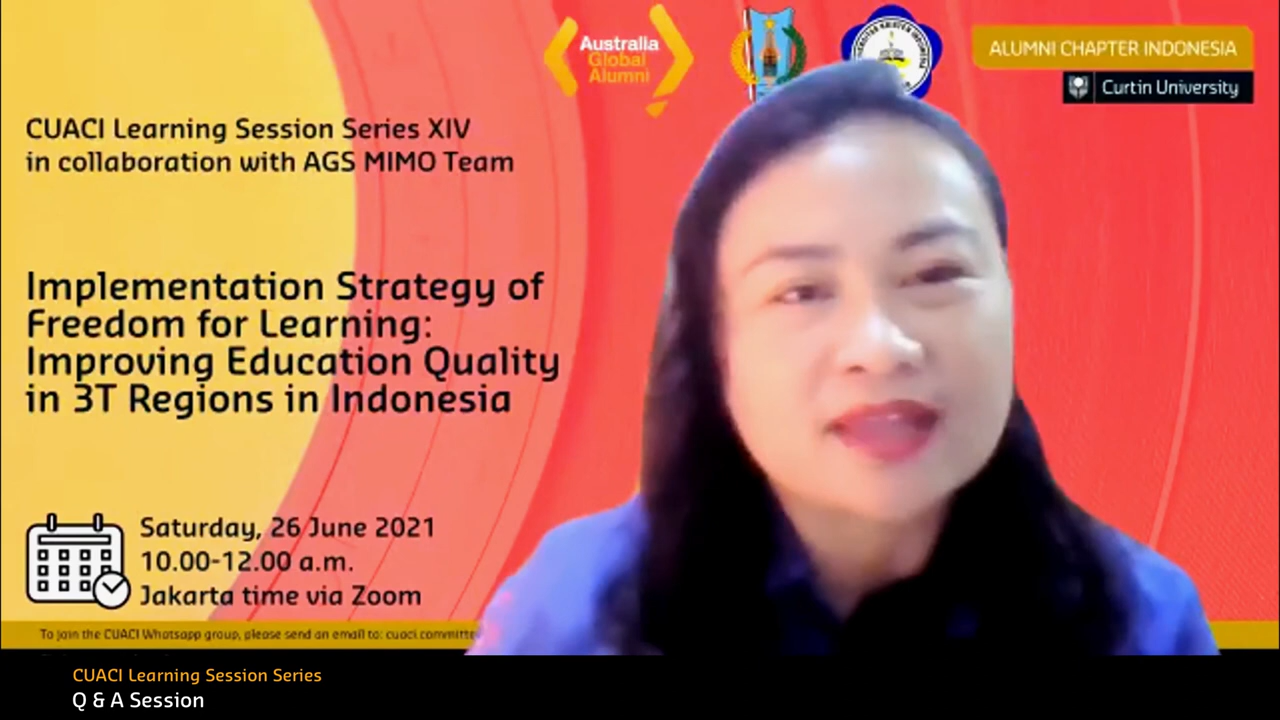 Australia
Global
Alumni
ALUMNI CHAPTER INDONESIA
Curtin University
CUACI Learning Session Series XIV
in collaboration with AGS MIMO Team
Implementation Strategy of
Freedom for Learning:
Improving Education Quality
in 3T Regions in Indonesia
Saturday, 26 June 2021
10.00-12.00 a.m.
Jakarta time via Zoom
To join the CUACI Whatsapp group, please send an email to: cuaci.committe
CUACI Learning Session Series
Q & A Session